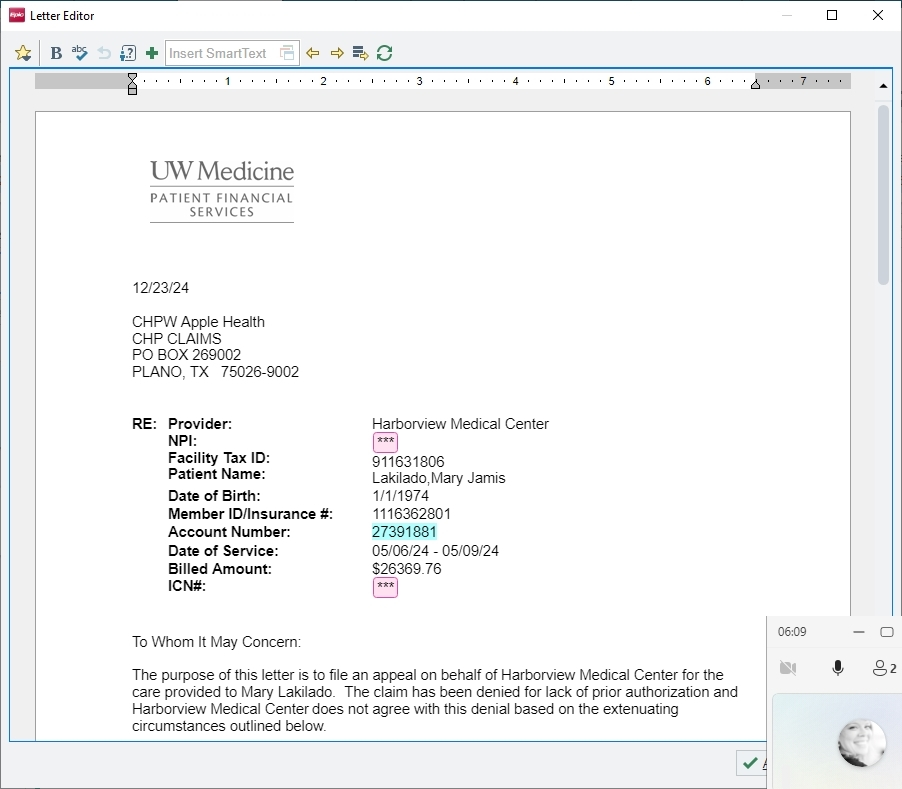 Epic Letter Editor
B abc Insert SmartText
1 2 3 4 5 6 7
UW Medicine
PATIENT FINANCIAL
SERVICES
12/23/24
CHPW Apple Health
CHP CLAIMS
PO BOX 269002
PLANO, TX 75026-9002
RE: Provider: Harborview Medical Center
NPI: ***
Facility Tax ID: 911631806
Patient Name: Lakilado,Mary Jamis
Date of Birth: 1/1/1974
Member ID/Insurance #: 1116362801
Account Number: 27391881
Date of Service: 05/06/24 - 05/09/24
Billed Amount: $26369.76
ICN#: ***
To Whom It May Concern:
The purpose of this letter is to file an appeal on behalf of Harborview Medical Center for the
care provided to Mary Lakilado. The claim has been denied for lack of prior authorization and
Harborview Medical Center does not agree with this denial based on the extenuating
circumstances outlined below.
06:09
2